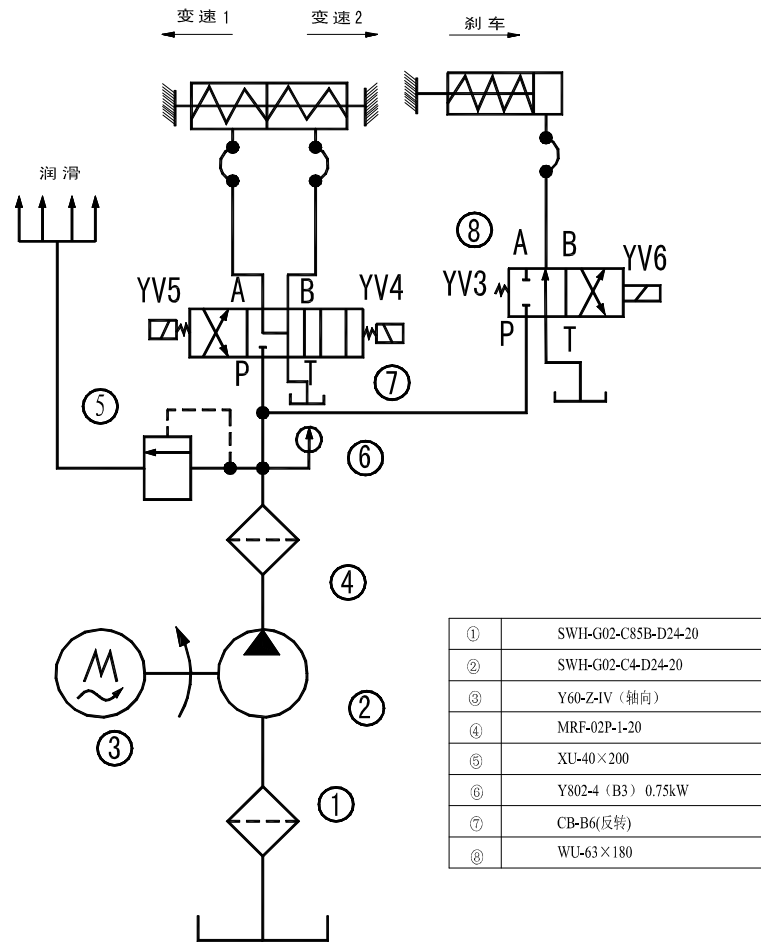 变速1 变速2 刹车
润滑
⑧ A B
YV5 A B YV4 YV3 YV6
P T P T
⑦
⑤
⑥
④
M
②
③
①
① SWH-G02-C85B-D24-20
② SWH-G02-C4-D24-20
③ Y60-Z-IV（轴向）
④ MRF-02P-1-20
⑤ XU-40×200
⑥ Y802-4（B3）0.75kW
⑦ CB-B6(反转)
⑧ WU-63×180